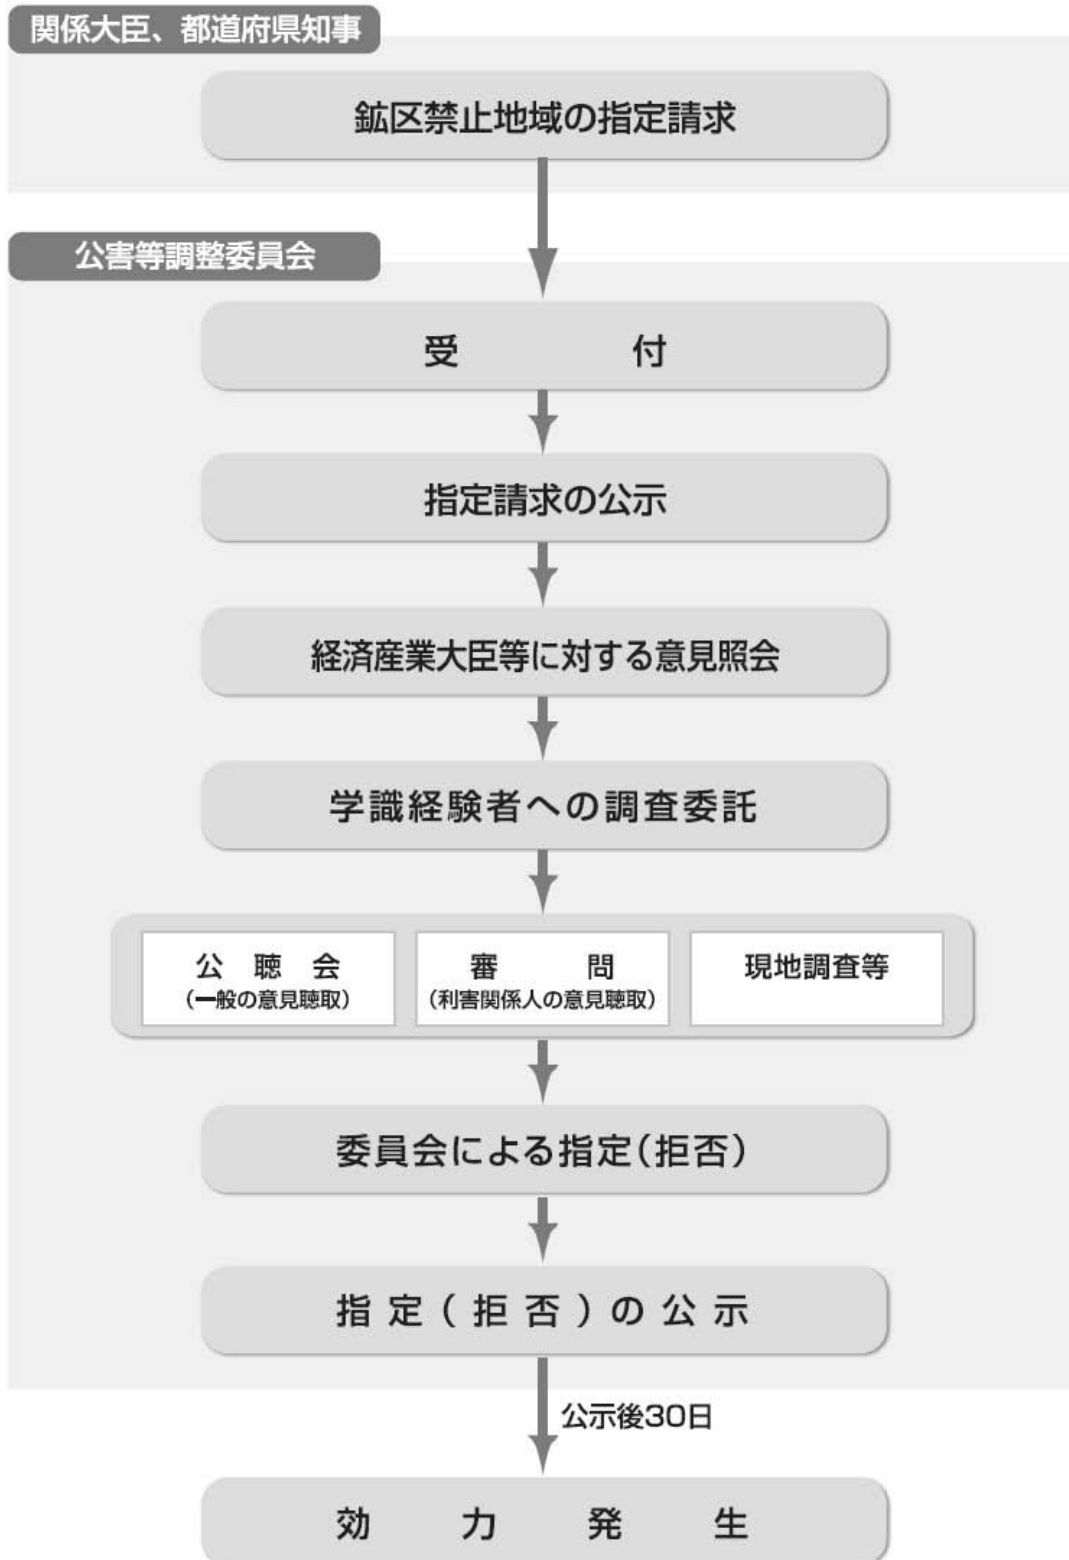 関係大臣、都道府県知事
鉱区禁止地域の指定請求
公害等調整委員会
受付
指定請求の公示
経済産業大臣等に対する意見照会
学識経験者への調査委託
公聴会
(一般の意見聴取)
審問
(利害関係人の意見聴取)
現地調査等
委員会による指定(拒否)
指定(拒否)の公示
公示後30日
効力発生